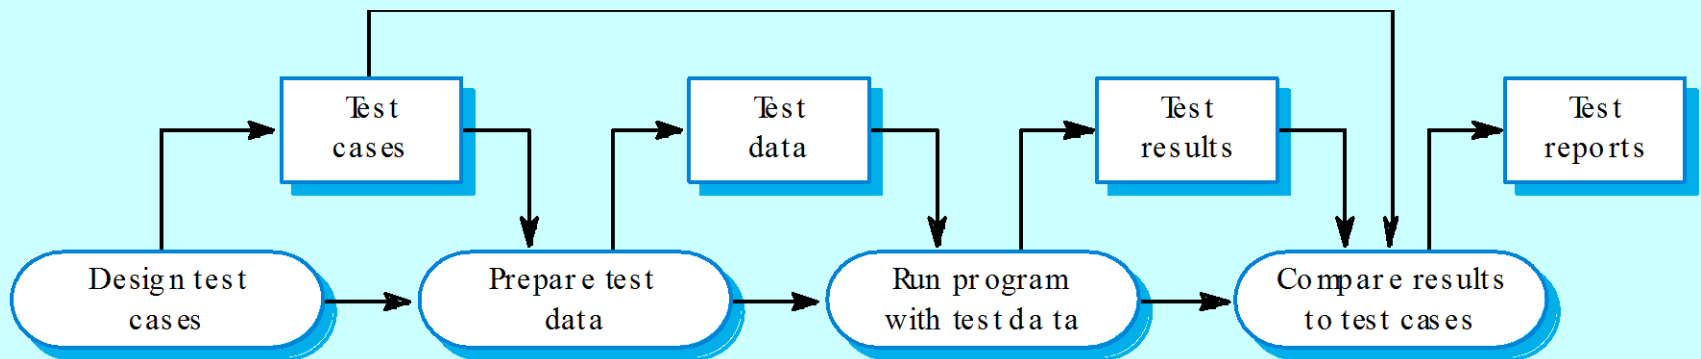 Test
cases
Test
data
Test
results
Test
reports
Design test
cases
Prepare test
data
Run program
with test data
Compare results
to test cases